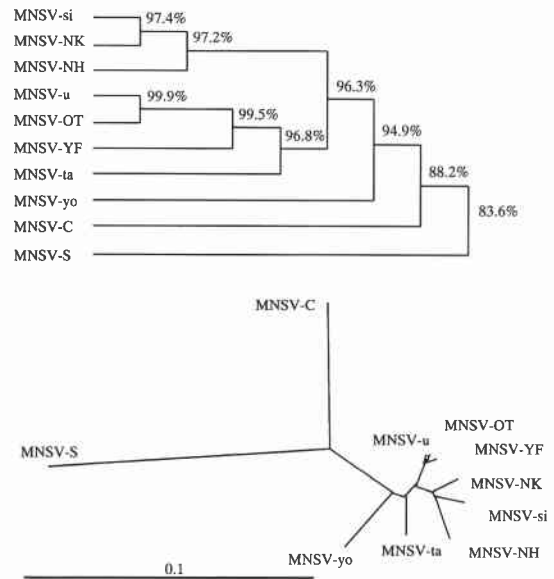 MNSV-si
97.4%
MNSV-NK
97.2%
MNSV-NH
96.3%
MNSV-u
99.9%
MNSV-OT
99.5%
96.8%
94.9%
MNSV-YF
MNSV-ta
88.2%
MNSV-yo
83.6%
MNSV-C
MNSV-S
MNSV-C
MNSV-OT
MNSV-u
MNSV-YF
MNSV-S
MNSV-NK
MNSV-si
MNSV-ta
MNSV-NH
MNSV-yo
0.1